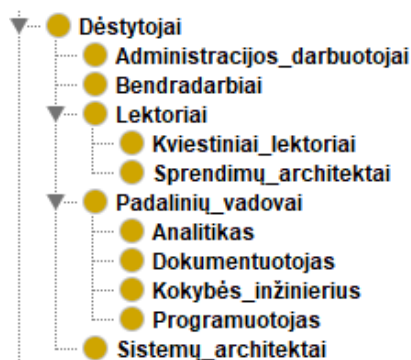 Dėstytojai
Administracijos_darbuotojai
Bendradarbiai
Lektoriai
Kviestiniai_lektoriai
Sprendimų_architektai
Padalinių_vadovai
Analitikas
Dokumentuotojas
Kokybės_inžinierius
Programuotojas
Sistemų_architektai